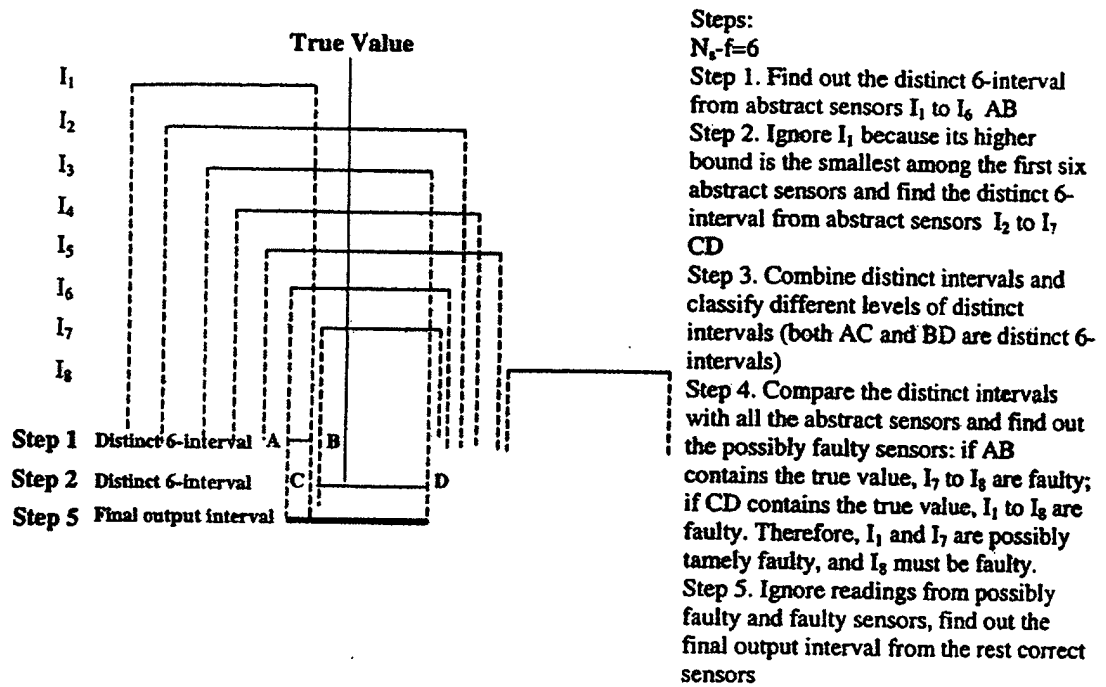 True Value
I₁
I₂
I₃
I₄
I₅
I₆
I₇
I₈
Step 1 Distinct 6-interval A B
Step 2 Distinct 6-interval C D
Step 5 Final output interval
Steps:
Nₛ-f=6
Step 1. Find out the distinct 6-interval
from abstract sensors I₁ to I₆ AB
Step 2. Ignore I₁ because its higher
bound is the smallest among the first six
abstract sensors and find the distinct 6-
interval from abstract sensors I₂ to I₇
CD
Step 3. Combine distinct intervals and
classify different levels of distinct
intervals (both AC and BD are distinct 6-
intervals)
Step 4. Compare the distinct intervals
with all the abstract sensors and find out
the possibly faulty sensors: if AB
contains the true value, I₇ to I₈ are faulty;
if CD contains the true value, I₁ to I₈ are
faulty. Therefore, I₁ and I₇ are possibly
tamely faulty, and I₈ must be faulty.
Step 5. Ignore readings from possibly
faulty and faulty sensors, find out the
final output interval from the rest correct
sensors